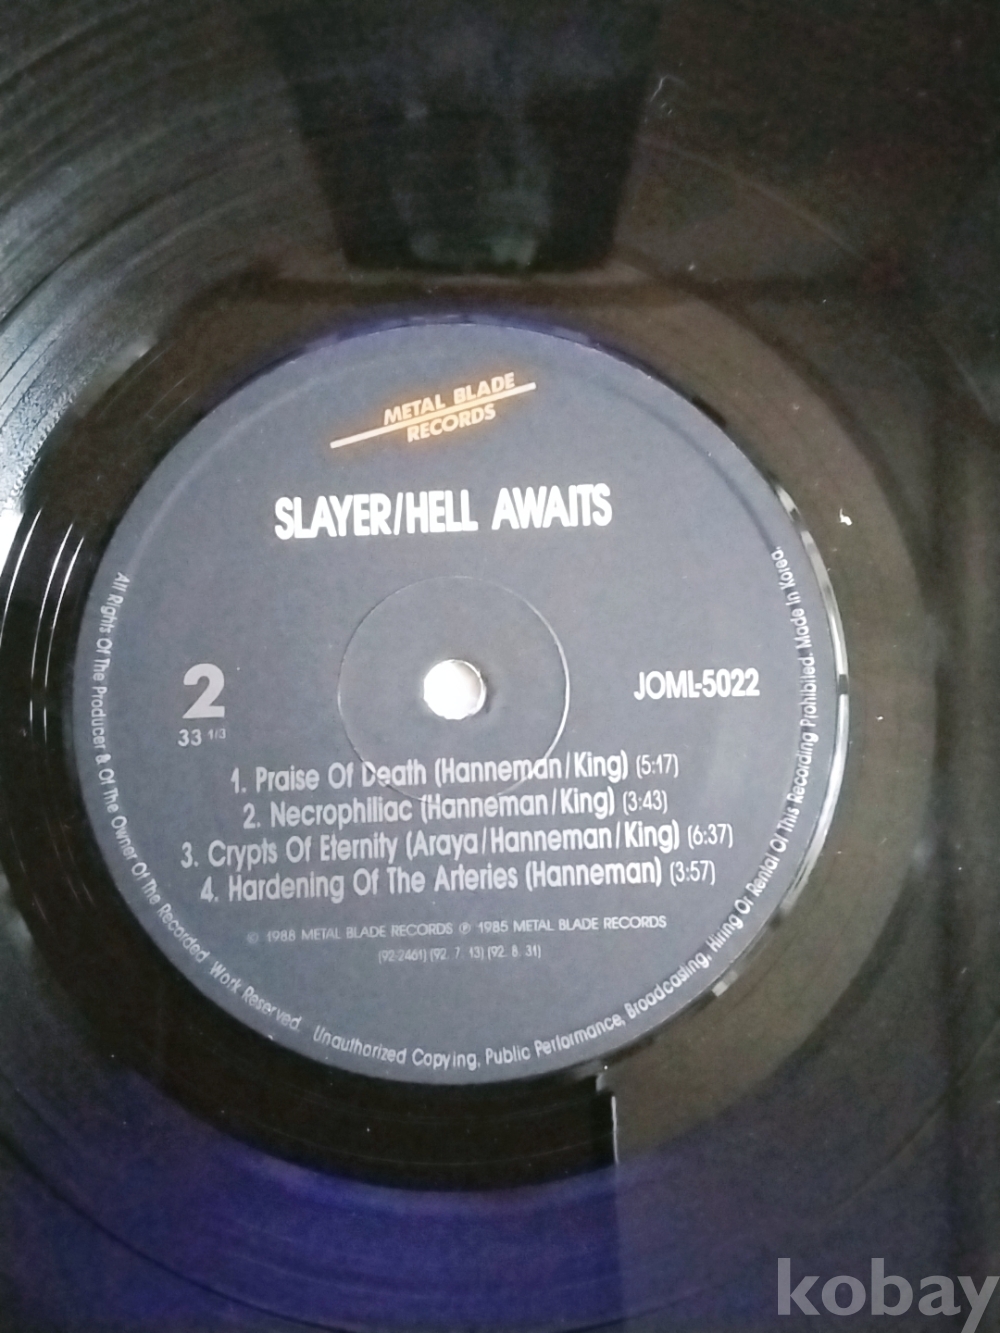 METAL BLADE
RECORDS
SLAYER/HELL AWAITS
2
33 1/3
JOML-5022
1. Praise Of Death (Hanneman/King) (5:17)
2. Necrophiliac (Hanneman/King) (3:43)
3. Crypts Of Eternity (Araya/Hanneman/King) (6:37)
4. Hardening Of The Arteries (Hanneman) (3:57)
© 1988 METAL BLADE RECORDS ℗ 1985 METAL BLADE RECORDS
(92-2461) (92. 7. 13) (92. 8. 31)
All Rights Of The Producer & Of The Owner Of The Recorded. Work Reserved. Unauthorized Copying, Public Performance, Broadcasting, Hiring Or Rental Of This Recording Prohibited. Made In Korea.
kobay